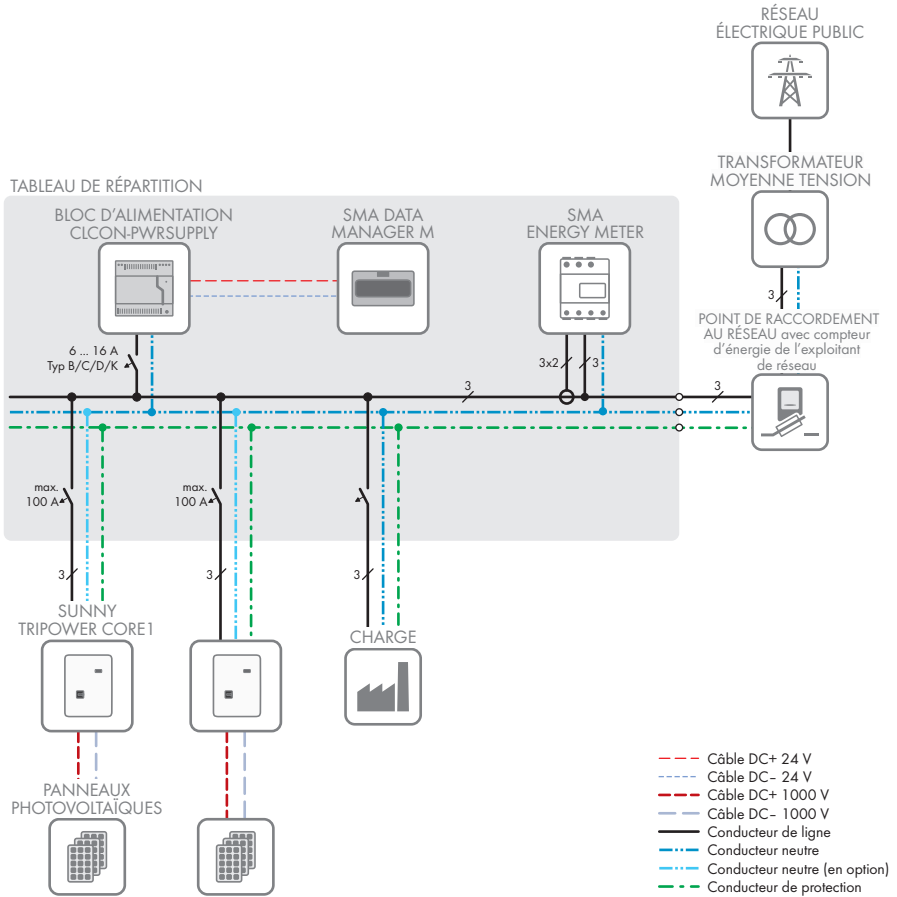 RÉSEAU
ÉLECTRIQUE PUBLIC
TRANSFORMATEUR
MOYENNE TENSION
3
POINT DE RACCORDEMENT
AU RÉSEAU avec compteur
d'énergie de l'exploitant
de réseau
3
TABLEAU DE RÉPARTITION
BLOC D'ALIMENTATION
CLCON-PWRSUPPLY
SMA DATA
MANAGER M
SMA
ENERGY METER
6 ... 16 A
Typ B/C/D/K
3x2
3
3
max.
100 A
max.
100 A
3
3
3
SUNNY
TRIPOWER CORE1
CHARGE
PANNEAUX
PHOTOVOLTAÏQUES
Câble DC+ 24 V
Câble DC– 24 V
Câble DC+ 1000 V
Câble DC– 1000 V
Conducteur de ligne
Conducteur neutre
Conducteur neutre (en option)
Conducteur de protection